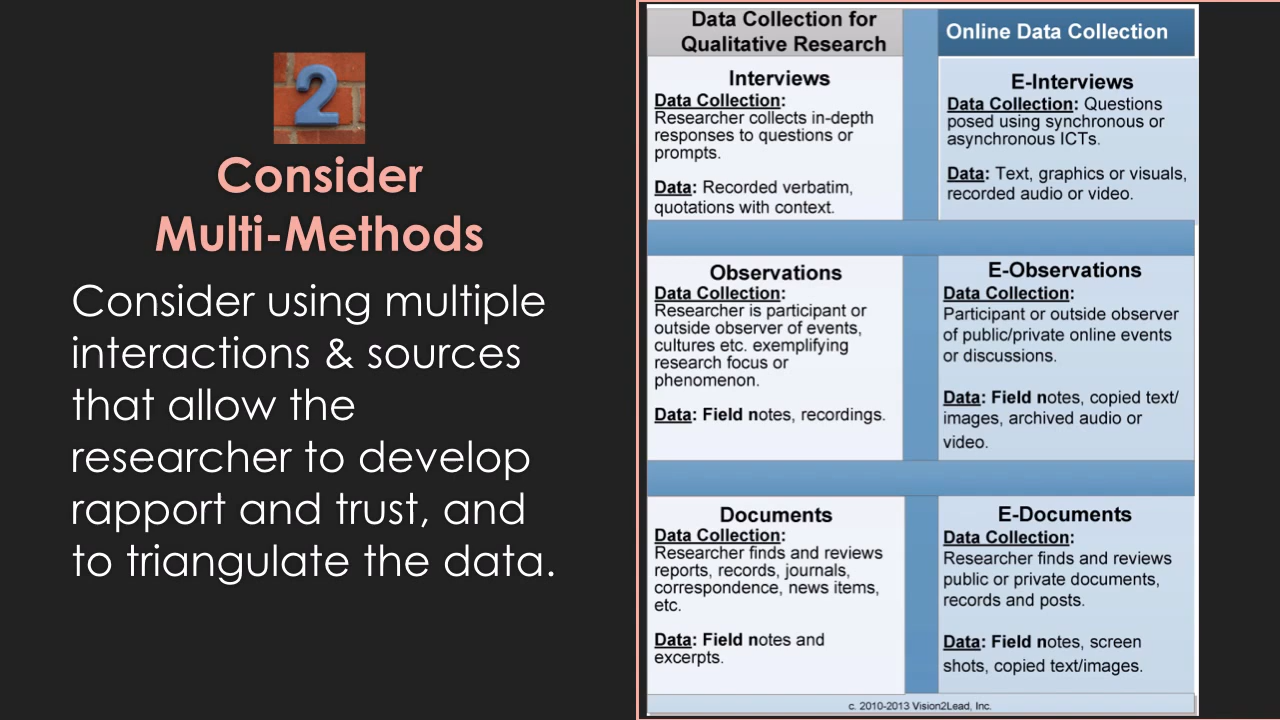 2
Consider
Multi-Methods
Consider using multiple
interactions & sources
that allow the
researcher to develop
rapport and trust, and
to triangulate the data.
Data Collection for
Qualitative Research
Online Data Collection
Interviews
Data Collection:
Researcher collects in-depth
responses to questions or
prompts.
Data: Recorded verbatim,
quotations with context.
E-Interviews
Data Collection: Questions
posed using synchronous or
asynchronous ICTs.
Data: Text, graphics or visuals,
recorded audio or video.
Observations
Data Collection:
Researcher is participant or
outside observer of events,
cultures etc. exemplifying
research focus or
phenomenon.
Data: Field notes, recordings.
E-Observations
Data Collection:
Participant or outside observer
of public/private online events
or discussions.
Data: Field notes, copied text/
images, archived audio or
video.
Documents
Data Collection:
Researcher finds and reviews
reports, records, journals,
correspondence, news items,
etc.
Data: Field notes and
excerpts.
E-Documents
Data Collection:
Researcher finds and reviews
public or private documents,
records and posts.
Data: Field notes, screen
shots, copied text/images.
c. 2010-2013 Vision2Lead, Inc.